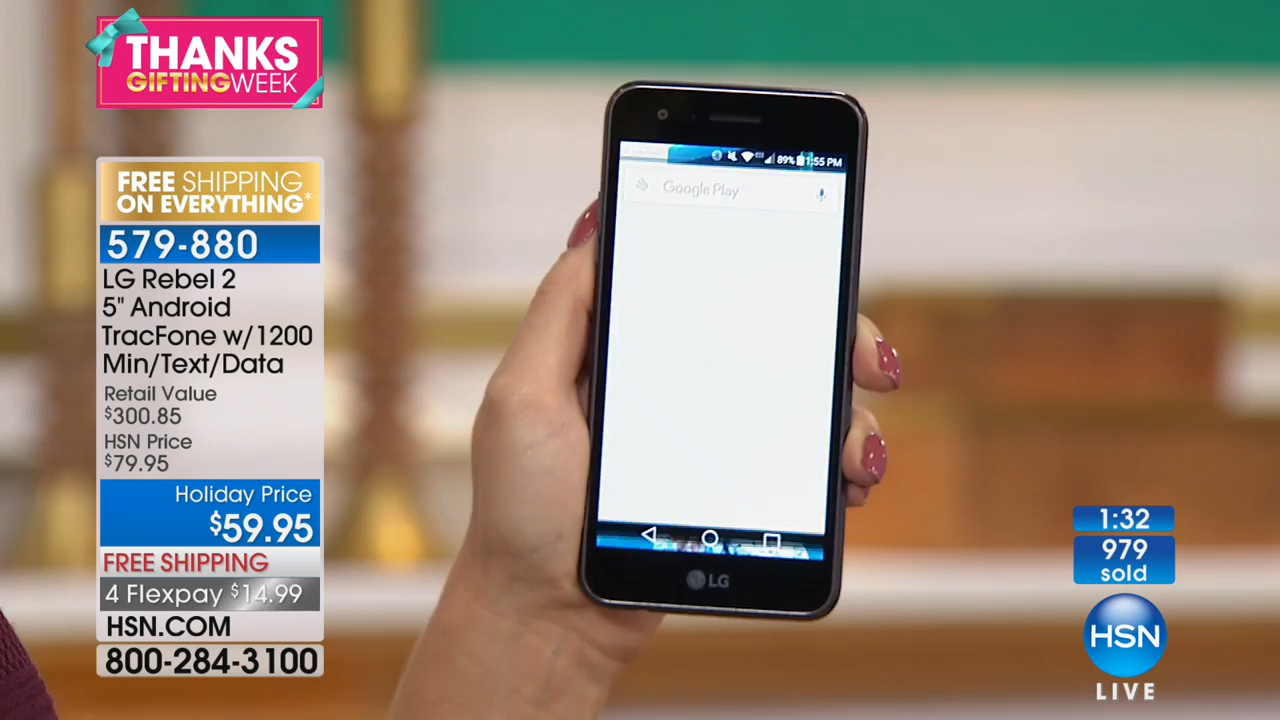 THANKS
GIFTING WEEK
FREE SHIPPING
ON EVERYTHING*
579-880
LG Rebel 2
5" Android
TracFone w/1200
Min/Text/Data
Retail Value
$300.85
HSN Price
$79.95
Holiday Price
$59.95
FREE SHIPPING
4 Flexpay $14.99
HSN.COM
800-284-3100
89% 1:55 PM
Google Play
LG
1:32
979
sold
HSN
LIVE